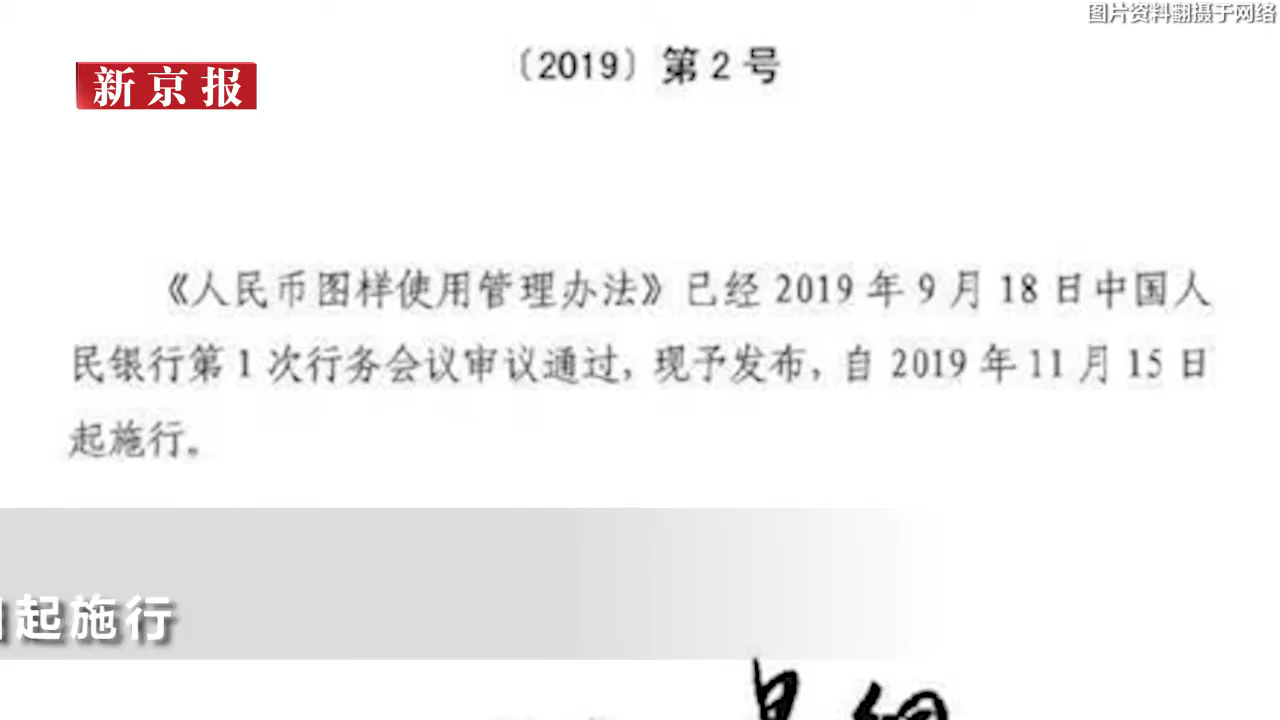 图片资料翻摄于网络
〔2019〕第2号
新京报
《人民币图样使用管理办法》已经2019年9月18日中国人
民银行第1次行务会议审议通过，现予发布，自2019年11月15日
起施行。
起施行